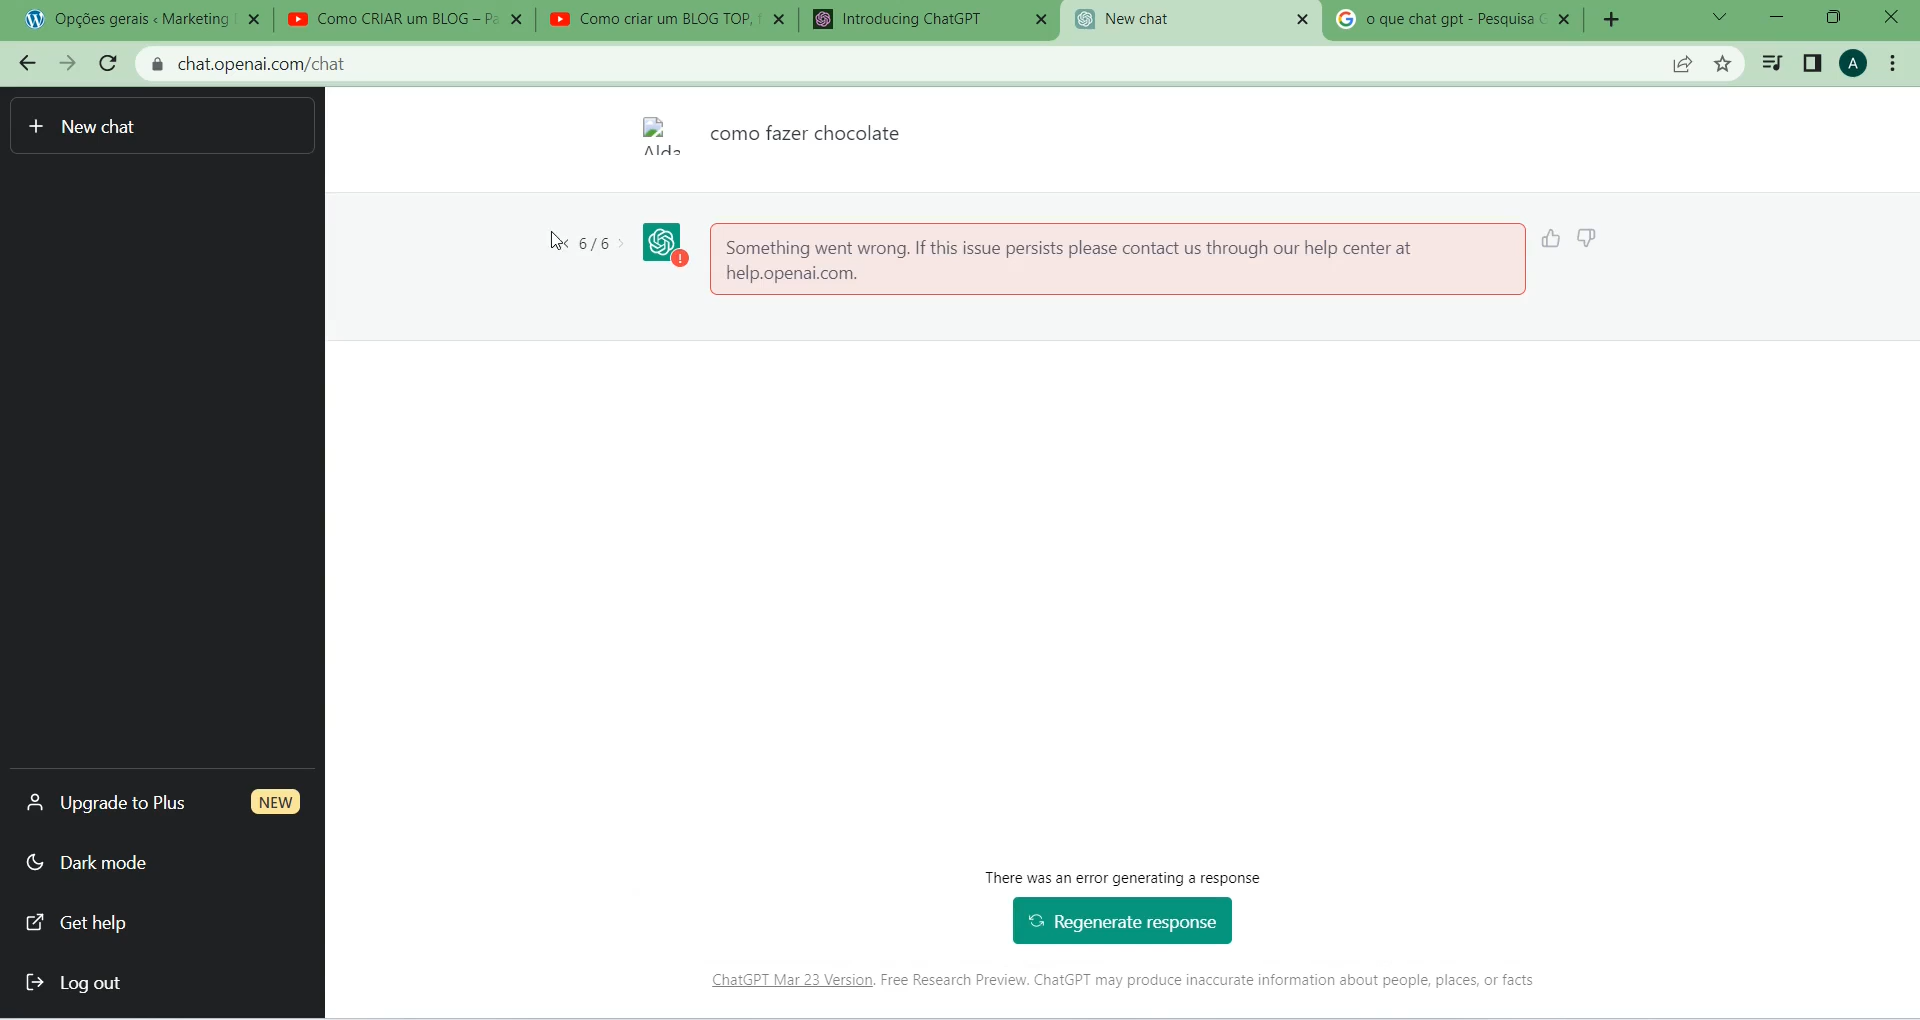 Opções gerais ‹ Marketing
Como CRIAR um BLOG – Pa
Como criar um BLOG TOP,
Introducing ChatGPT
New chat
o que chat gpt - Pesquisa G
chat.openai.com/chat
A
New chat
Alda
como fazer chocolate
6 / 6
Something went wrong. If this issue persists please contact us through our help center at
help.openai.com.
Upgrade to Plus
NEW
Dark mode
Get help
Log out
There was an error generating a response
Regenerate response
ChatGPT Mar 23 Version. Free Research Preview. ChatGPT may produce inaccurate information about people, places, or facts